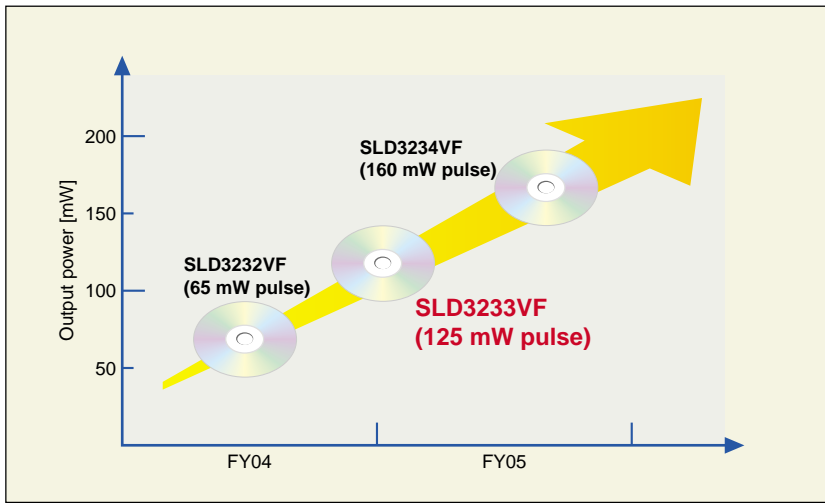 Output power [mW]
200
150
100
50
SLD3234VF
(160 mW pulse)
SLD3232VF
(65 mW pulse)
SLD3233VF
(125 mW pulse)
FY04
FY05